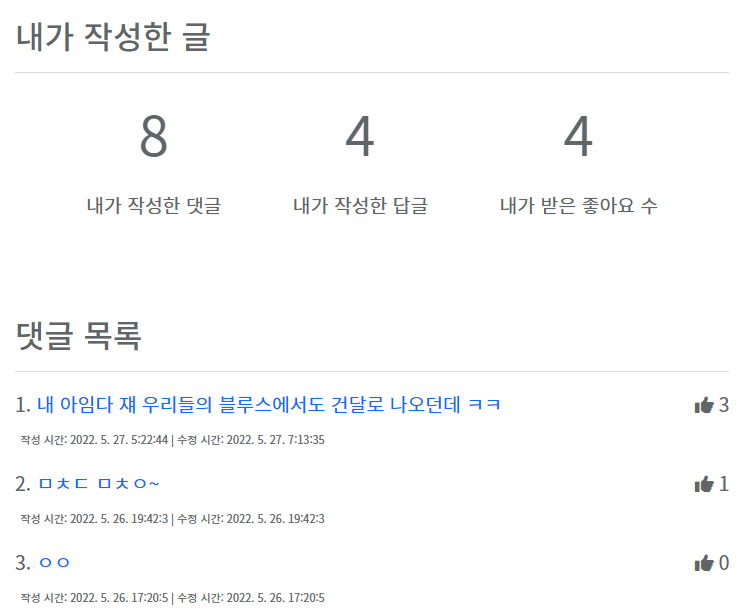 내가 작성한 글
8 4 4
내가 작성한 댓글 내가 작성한 답글 내가 받은 좋아요 수
댓글 목록
1. 내 아임다 쟤 우리들의 블루스에서도 건달로 나오던데 ㅋㅋ 3
작성 시간: 2022. 5. 27. 5:22:44 | 수정 시간: 2022. 5. 27. 7:13:35
2. ㅁㅊㄷ ㅁㅊㅇ~ 1
작성 시간: 2022. 5. 26. 19:42:3 | 수정 시간: 2022. 5. 26. 19:42:3
3. ㅇㅇ 0
작성 시간: 2022. 5. 26. 17:20:5 | 수정 시간: 2022. 5. 26. 17:20:5